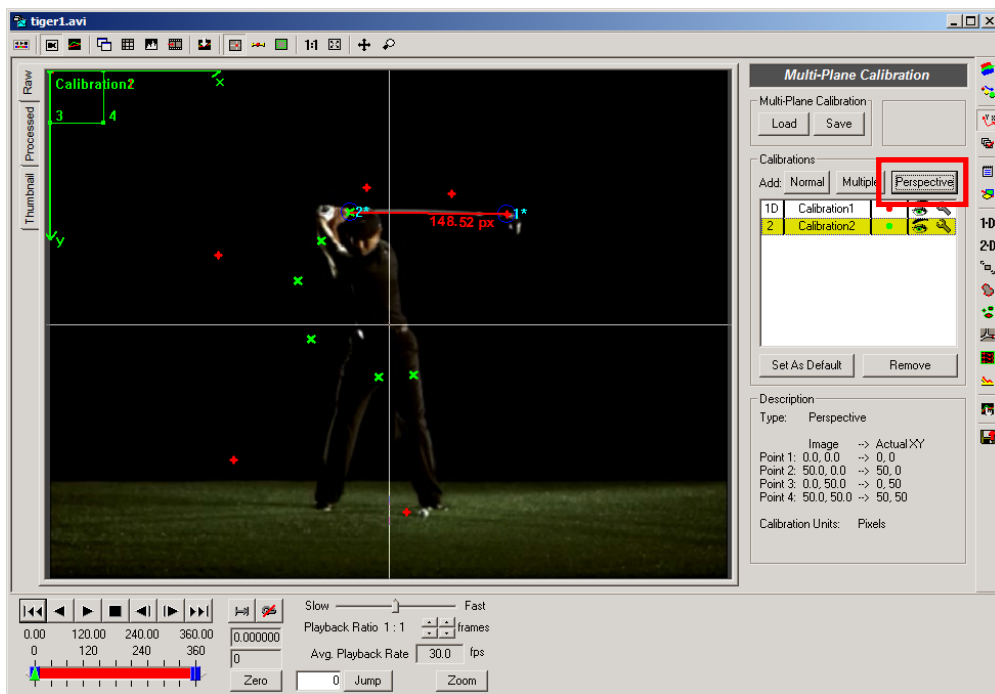 tiger1.avi
1:1
Raw
Processed
Thumbnail
Calibration2
x
3 4
y
2*
1*
148.52 px
Multi-Plane Calibration
Multi-Plane Calibration
Load Save
Calibrations
Add: Normal Multiple Perspective
1D Calibration1
2 Calibration2
Set As Default Remove
Description
Type: Perspective
Image --> Actual XY
Point 1: 0.0, 0.0 --> 0, 0
Point 2: 50.0, 0.0 --> 50, 0
Point 3: 0.0, 50.0 --> 0, 50
Point 4: 50.0, 50.0 --> 50, 50
Calibration Units: Pixels
1-D
2-D
Slow Fast
Playback Ratio 1 : 1 frames
Avg. Playback Rate 30.0 fps
0.00 120.00 240.00 360.00
0 120 240 360
0.000000
0
Zero
0 Jump Zoom